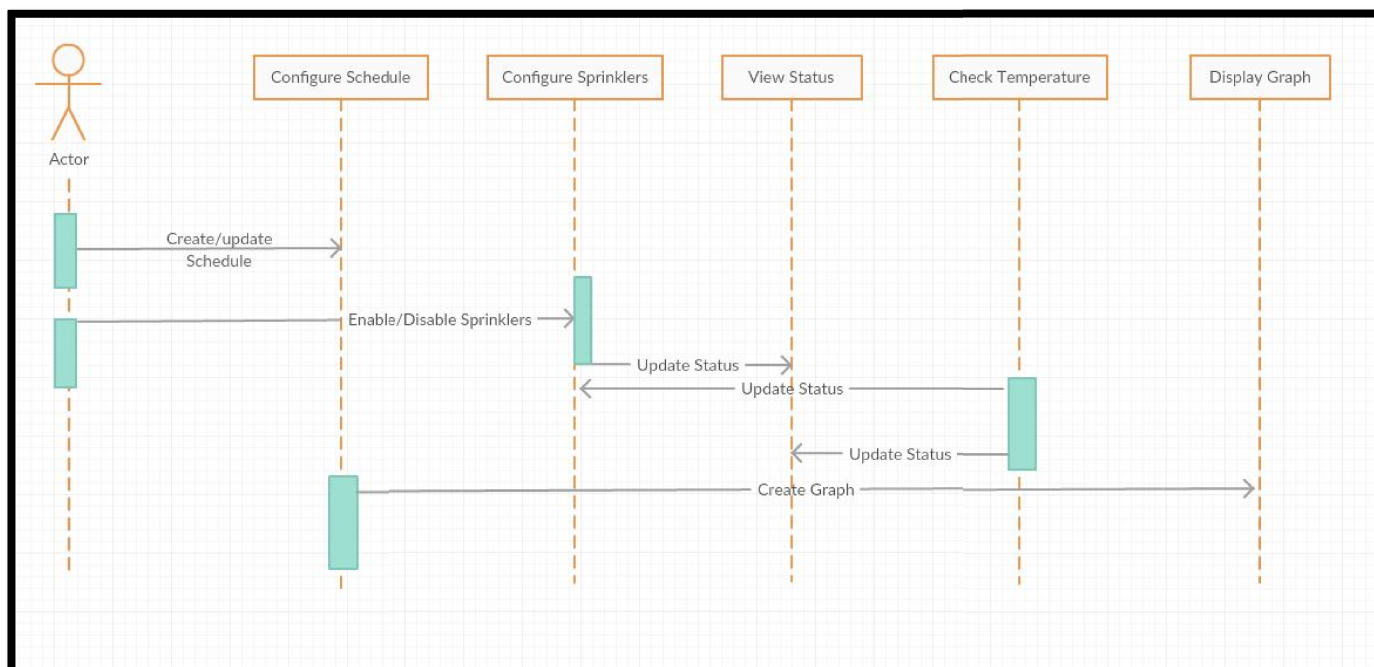 Configure Schedule
Configure Sprinklers
View Status
Check Temperature
Display Graph
Actor
Create/update
Schedule
Enable/Disable Sprinklers
Update Status
Update Status
Update Status
Create Graph